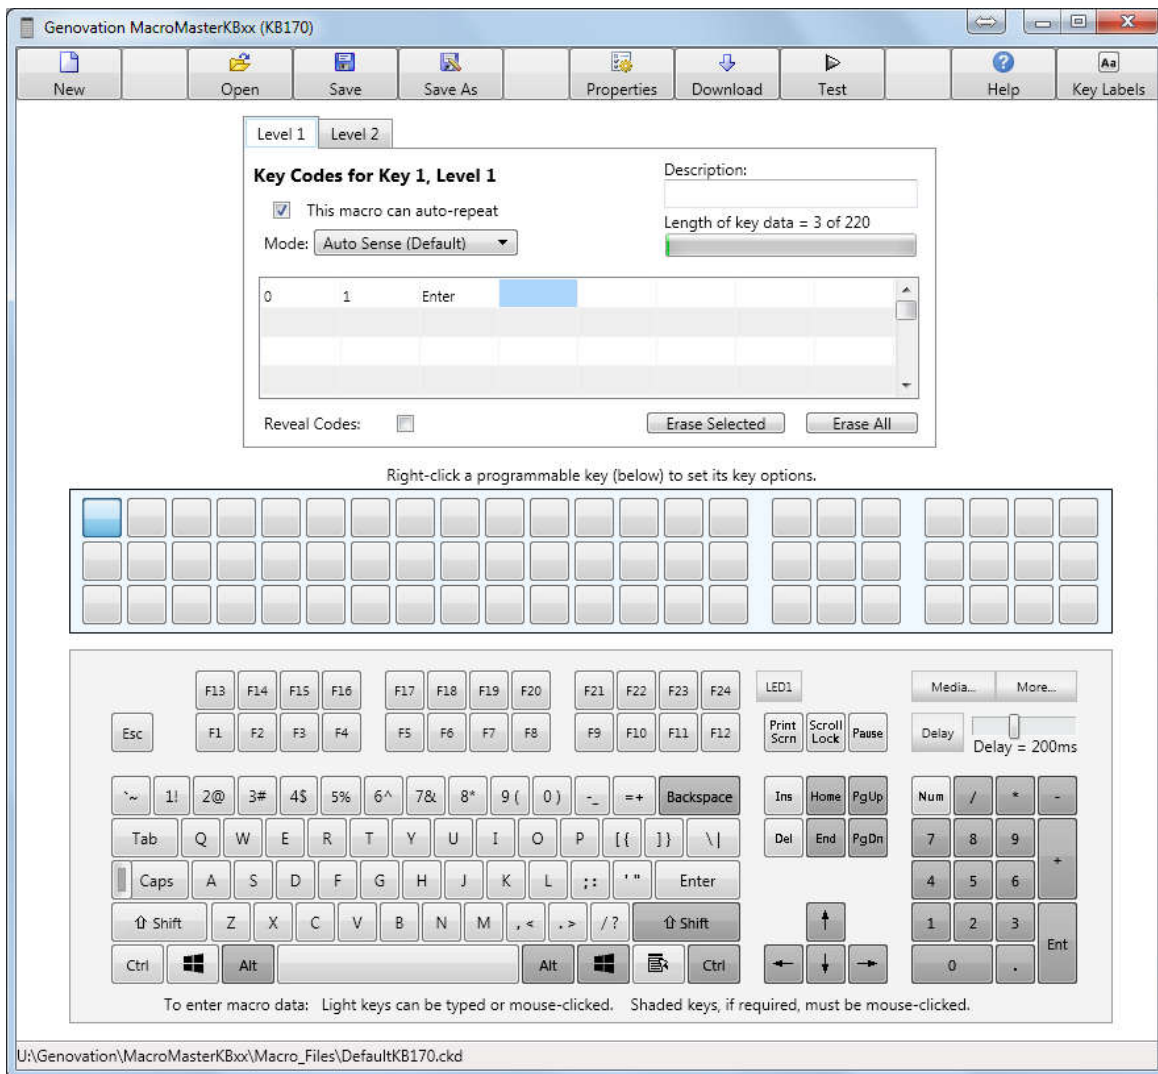 Genovation MacroMasterKBxx (KB170)
New Open Save Save As Properties Download Test Help Key Labels
Aa
Level 1 Level 2
Key Codes for Key 1, Level 1
Description:
This macro can auto-repeat
Length of key data = 3 of 220
Mode: Auto Sense (Default)
0 1 Enter
Reveal Codes: Erase Selected Erase All
Right-click a programmable key (below) to set its key options.
F13 F14 F15 F16 F17 F18 F19 F20 F21 F22 F23 F24 LED1 Media... More...
Esc F1 F2 F3 F4 F5 F6 F7 F8 F9 F10 F11 F12 Print Scrn Scroll Lock Pause Delay
Delay = 200ms
`~ 1! 2@ 3# 4$ 5% 6^ 7& 8* 9( 0) -_ =+ Backspace Ins Home PgUp Num / * -
Tab Q W E R T Y U I O P [{ ]} \| Del End PgDn 7 8 9 +
Caps A S D F G H J K L ;: '" Enter 4 5 6
⇧ Shift Z X C V B N M ,< .> /? ⇧ Shift ↑ 1 2 3 Ent
Ctrl Alt Alt Ctrl ← ↓ → 0 .
To enter macro data: Light keys can be typed or mouse-clicked. Shaded keys, if required, must be mouse-clicked.
U:\Genovation\MacroMasterKBxx\Macro_Files\DefaultKB170.ckd